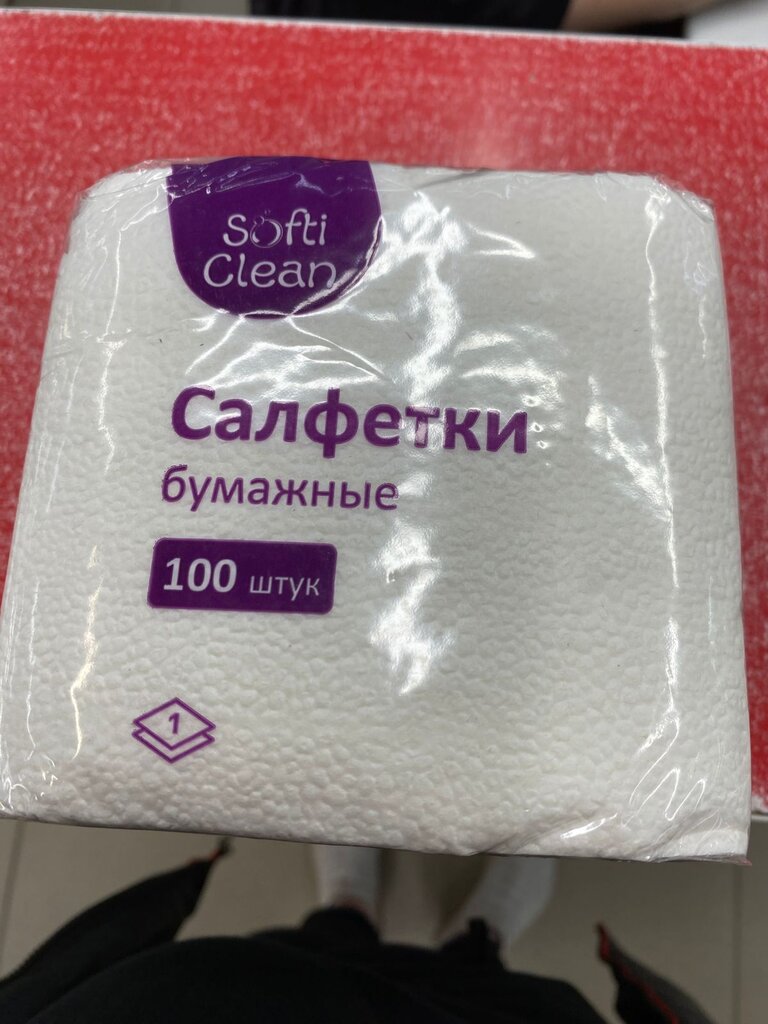 Softi
Clean
Салфетки
бумажные
100 штук
1